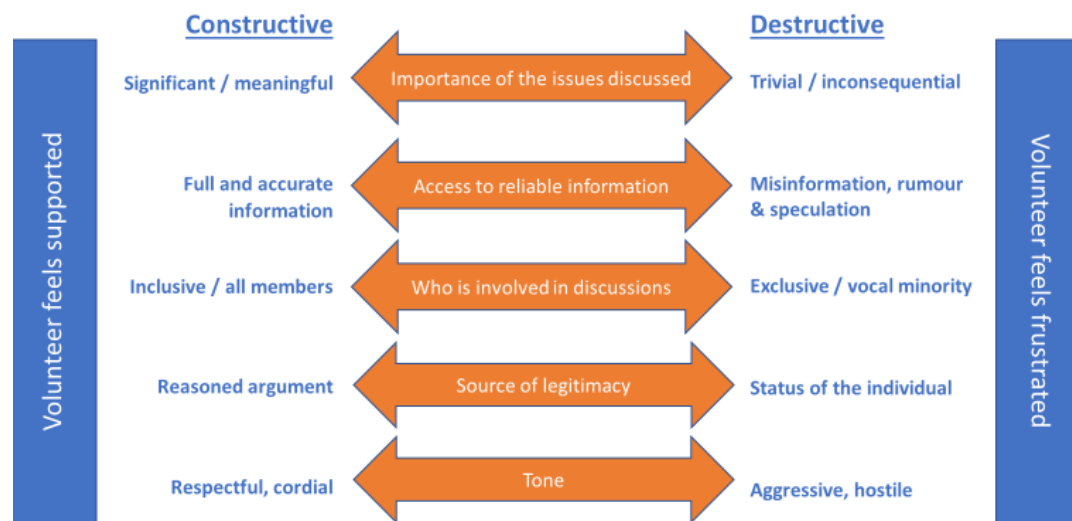 Constructive
Destructive
Volunteer feels supported
Significant / meaningful
Importance of the issues discussed
Trivial / inconsequential
Full and accurate
information
Access to reliable information
Misinformation, rumour
& speculation
Inclusive / all members
Who is involved in discussions
Exclusive / vocal minority
Reasoned argument
Source of legitimacy
Status of the individual
Respectful, cordial
Tone
Aggressive, hostile
Volunteer feels frustrated